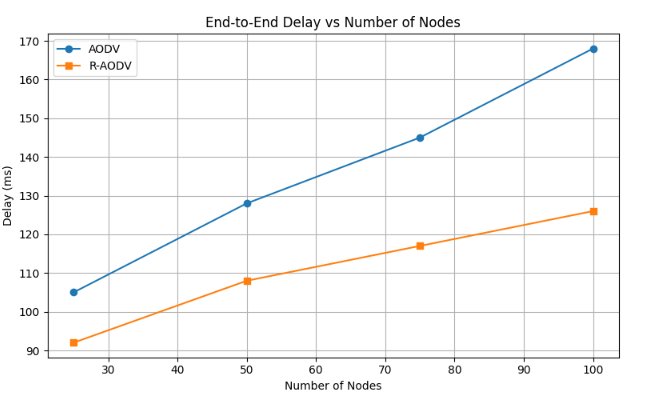 End-to-End Delay vs Number of Nodes
AODV
R-AODV
Delay (ms)
170
160
150
140
130
120
110
100
90
30 40 50 60 70 80 90 100
Number of Nodes